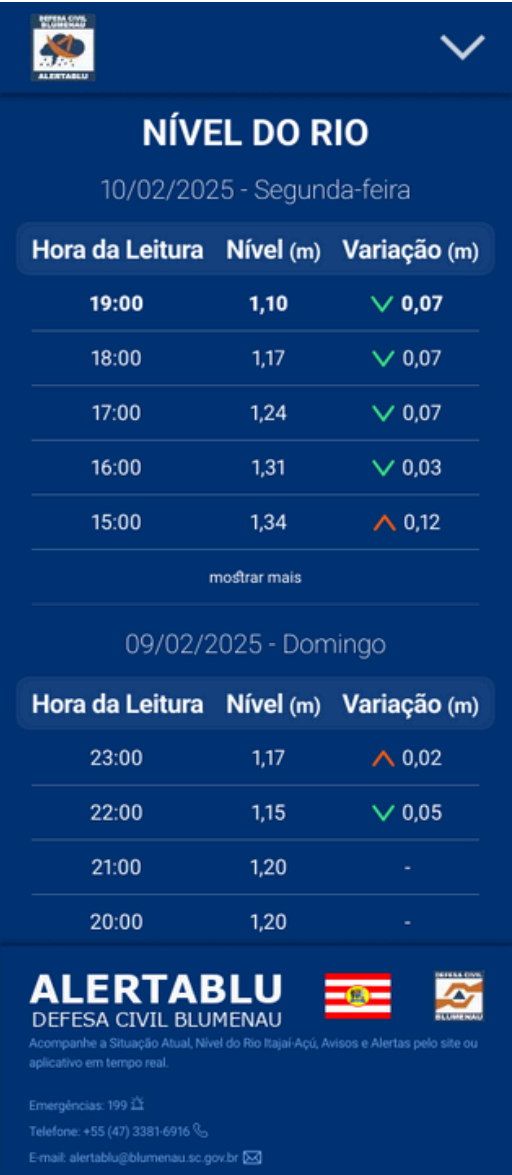 DEFESA CIVIL
BLUMENAU
ALERTABLU
NÍVEL DO RIO
10/02/2025 - Segunda-feira
Hora da Leitura Nível (m) Variação (m)
19:00 1,10 0,07
18:00 1,17 0,07
17:00 1,24 0,07
16:00 1,31 0,03
15:00 1,34 0,12
mostrar mais
09/02/2025 - Domingo
Hora da Leitura Nível (m) Variação (m)
23:00 1,17 0,02
22:00 1,15 0,05
21:00 1,20 -
20:00 1,20 -
ALERTABLU
DEFESA CIVIL BLUMENAU
DEFESA CIVIL
BLUMENAU
Acompanhe a Situação Atual, Nível do Rio Itajaí-Açú, Avisos e Alertas pelo site ou
aplicativo em tempo real.
Emergências: 199
Telefone: +55 (47) 3381-6916
E-mail: alertablu@blumenau.sc.gov.br